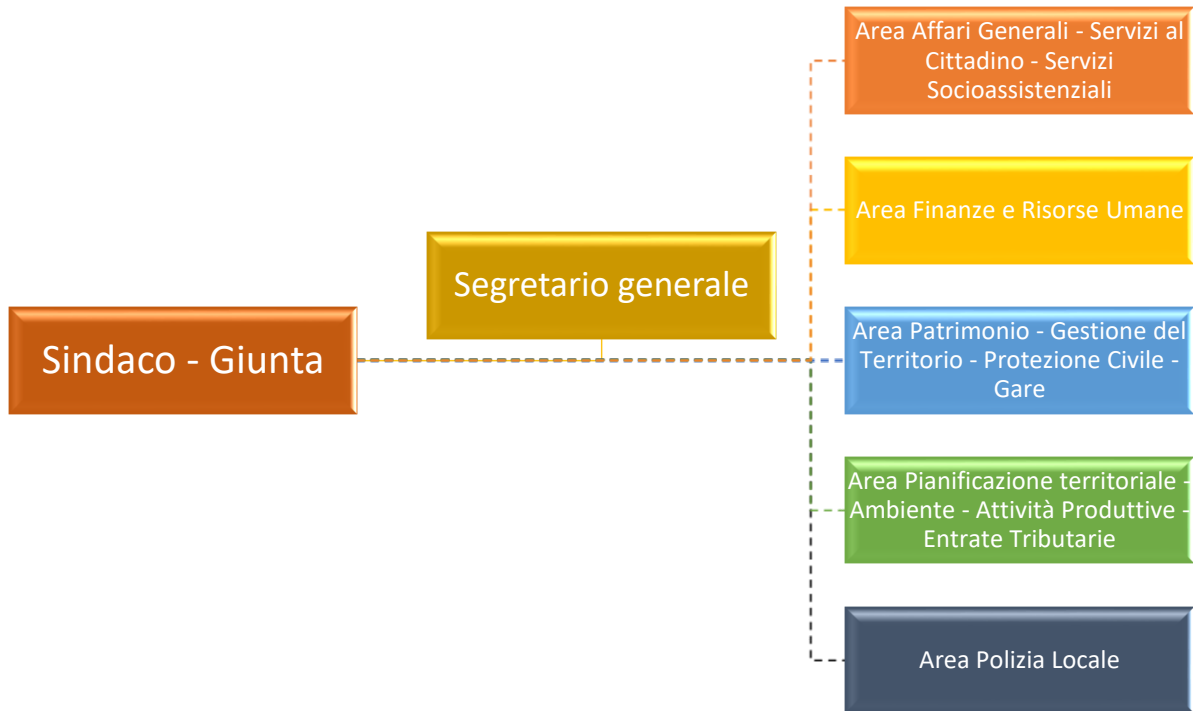 Sindaco - Giunta
Segretario generale
Area Affari Generali - Servizi al
Cittadino - Servizi
Socioassistenziali
Area Finanze e Risorse Umane
Area Patrimonio - Gestione del
Territorio - Protezione Civile -
Gare
Area Pianificazione territoriale -
Ambiente - Attività Produttive -
Entrate Tributarie
Area Polizia Locale